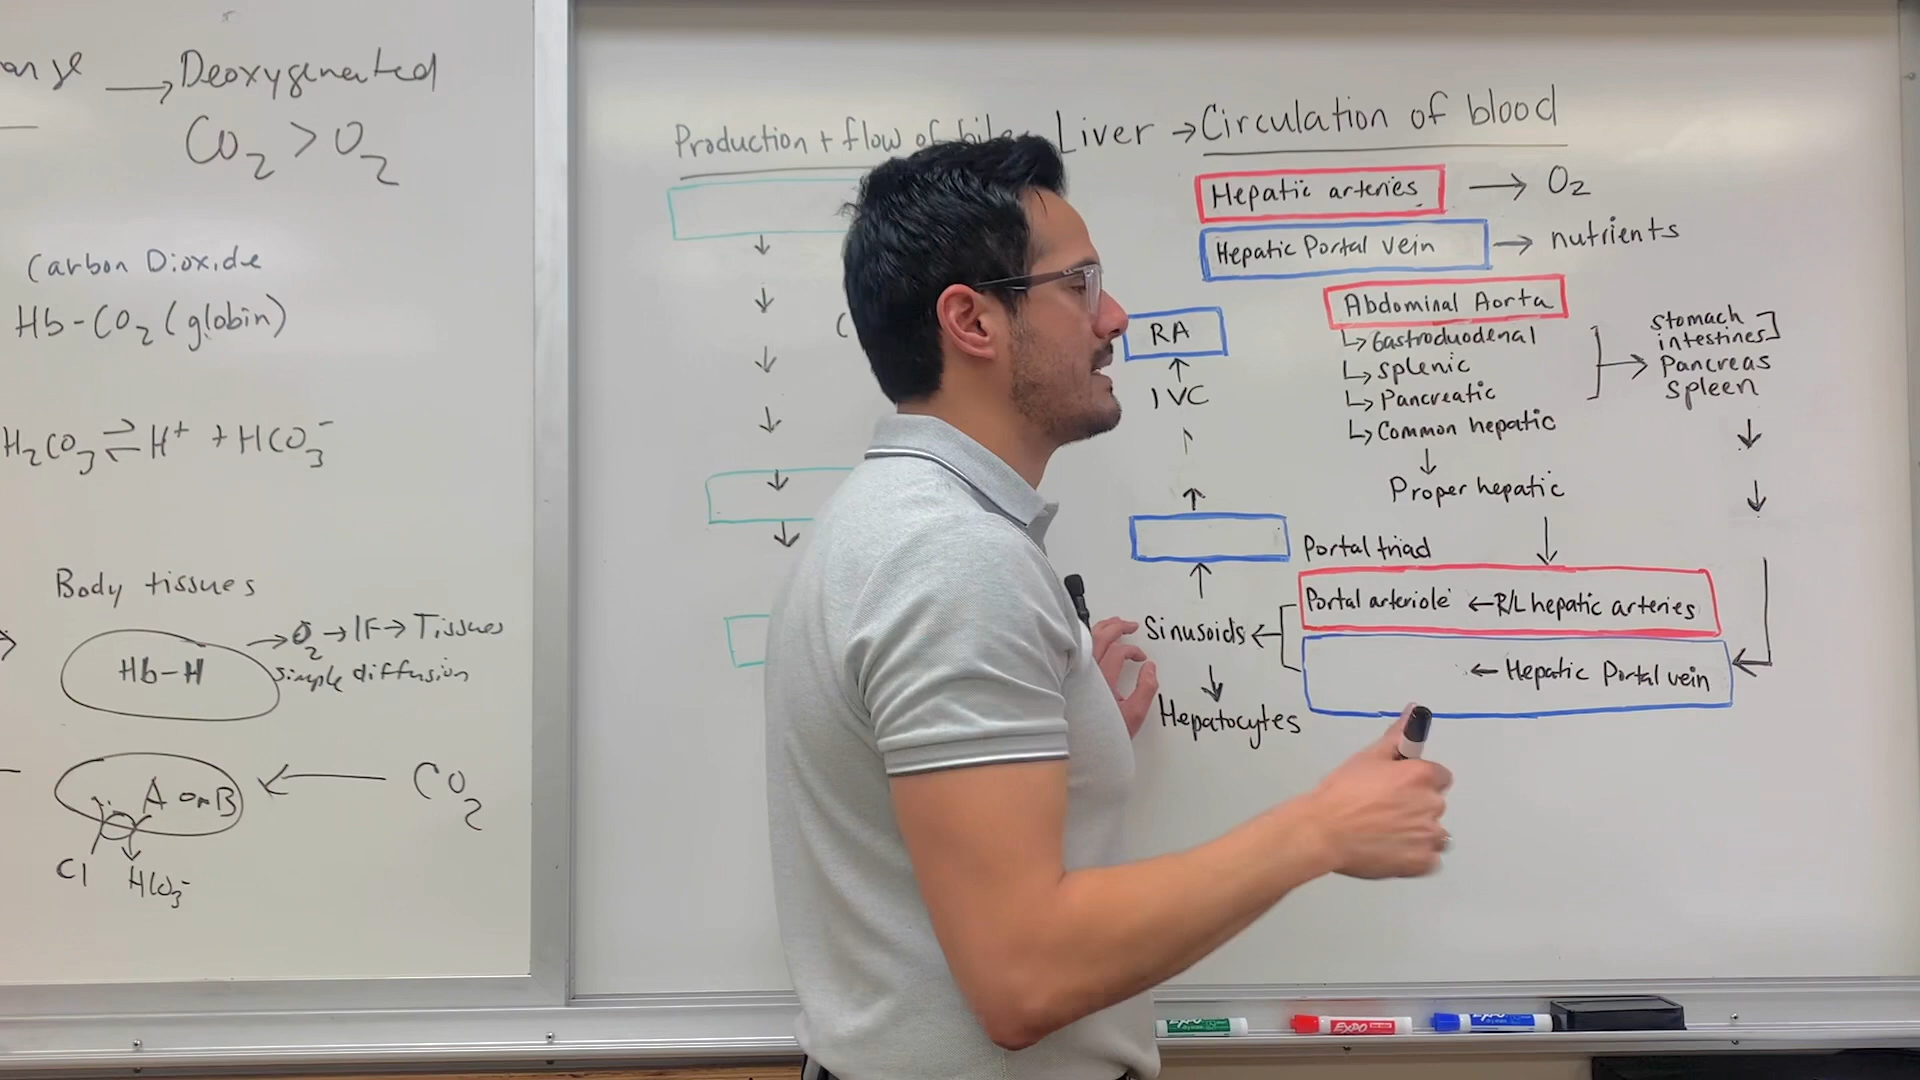 → Deoxygenated
CO2 > O2
Carbon Dioxide
Hb-CO2 (globin)
H2CO3 ⇌ H+ + HCO3-
Body tissues
Hb-H
→ O2 → IF → Tissues
simple diffusion
A or B
CO2
Cl
HCO3-
Production + flow of
Liver → Circulation of blood
Hepatic arteries → O2
Hepatic Portal vein → nutrients
Abdominal Aorta
↳ Gastroduodenal
↳ splenic
↳ Pancreatic
↳ Common hepatic
↓
Proper hepatic
stomach
intestines
Pancreas
spleen
RA
↑
IVC
Portal triad
Portal arteriole ← R/L hepatic arteries
← Hepatic Portal vein
Sinusoids ←
↓
Hepatocytes
EXPO
EXPO